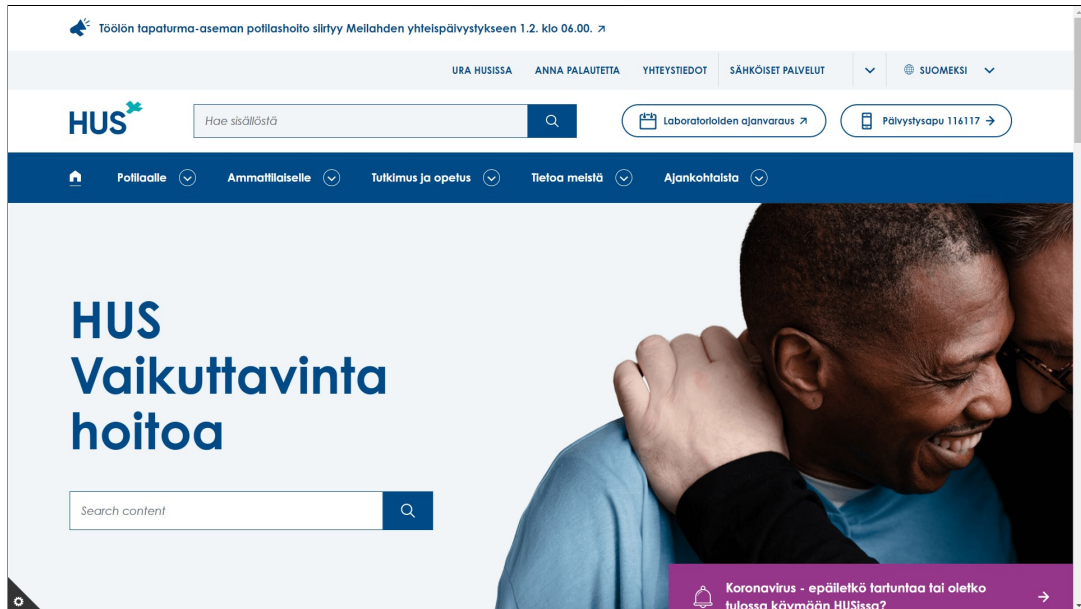 Töölön tapaturma-aseman potilashoito siirtyy Meilahden yhteispäivystykseen 1.2. klo 06.00.
URA HUSISSA ANNA PALAUTETTA YHTEYSTIEDOT SÄHKÖISET PALVELUT SUOMEKSI
HUS
Hae sisällöstä
Laboratorioiden ajanvaraus
Päivystysapu 116117
Potilaalle Ammattilaiselle Tutkimus ja opetus Tietoa meistä Ajankohtaista
HUS
Vaikuttavinta
hoitoa
Search content
Koronavirus - epäiletkö tartuntaa tai oletko
tulossa käymään HUSissa?